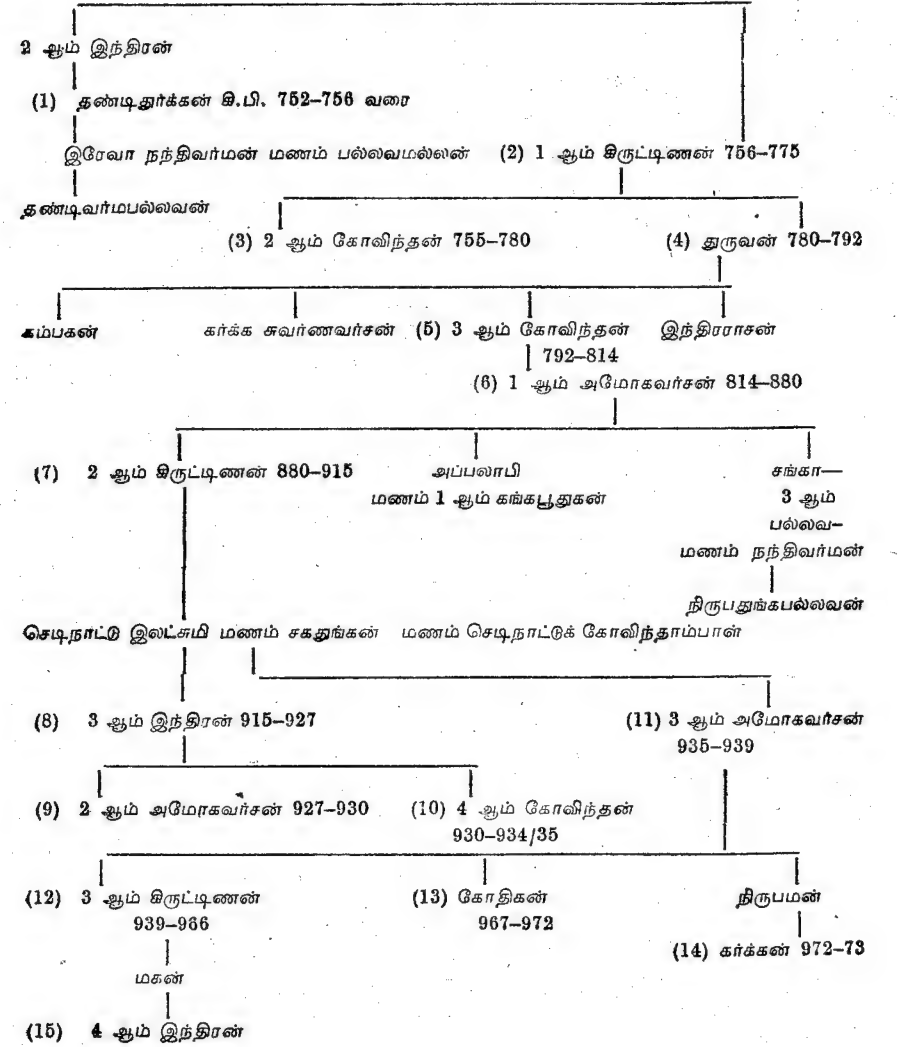 2 ஆம் இந்திரன்
(1) தண்டிதுர்க்கன் கி.பி. 752–756 வரை
இரேவா நந்திவர்மன் மணம் பல்லவமல்லன் (2) 1 ஆம் கிருட்டிணன் 756–775
தண்டிவர்மபல்லவன்
(3) 2 ஆம் கோவிந்தன் 755–780 (4) துருவன் 780–792
கம்பகன் கர்க்க சுவர்ணவர்சன் (5) 3 ஆம் கோவிந்தன் இந்திரராசன்
792–814
(6) 1 ஆம் அமோகவர்சன் 814–880
(7) 2 ஆம் கிருட்டிணன் 880–915 அப்பலாபி சங்கா—
மணம் 1 ஆம் கங்கபூதுகன் 3 ஆம்
பல்லவ–
மணம் நந்திவர்மன்
நிருபதுங்கபல்லவன்
செடிநாட்டு இலட்சுமி மணம் சகதுங்கன் மணம் செடிநாட்டுக் கோவிந்தாம்பாள்
(8) 3 ஆம் இந்திரன் 915–927 (11) 3 ஆம் அமோகவர்சன்
935–939
(9) 2 ஆம் அமோகவர்சன் 927–930 (10) 4 ஆம் கோவிந்தன்
930–934/35
(12) 3 ஆம் கிருட்டிணன் (13) கோதிகன் நிருபமன்
939–966 967–972
(14) கர்க்கன் 972–73
மகன்
(15) 4 ஆம் இந்திரன்